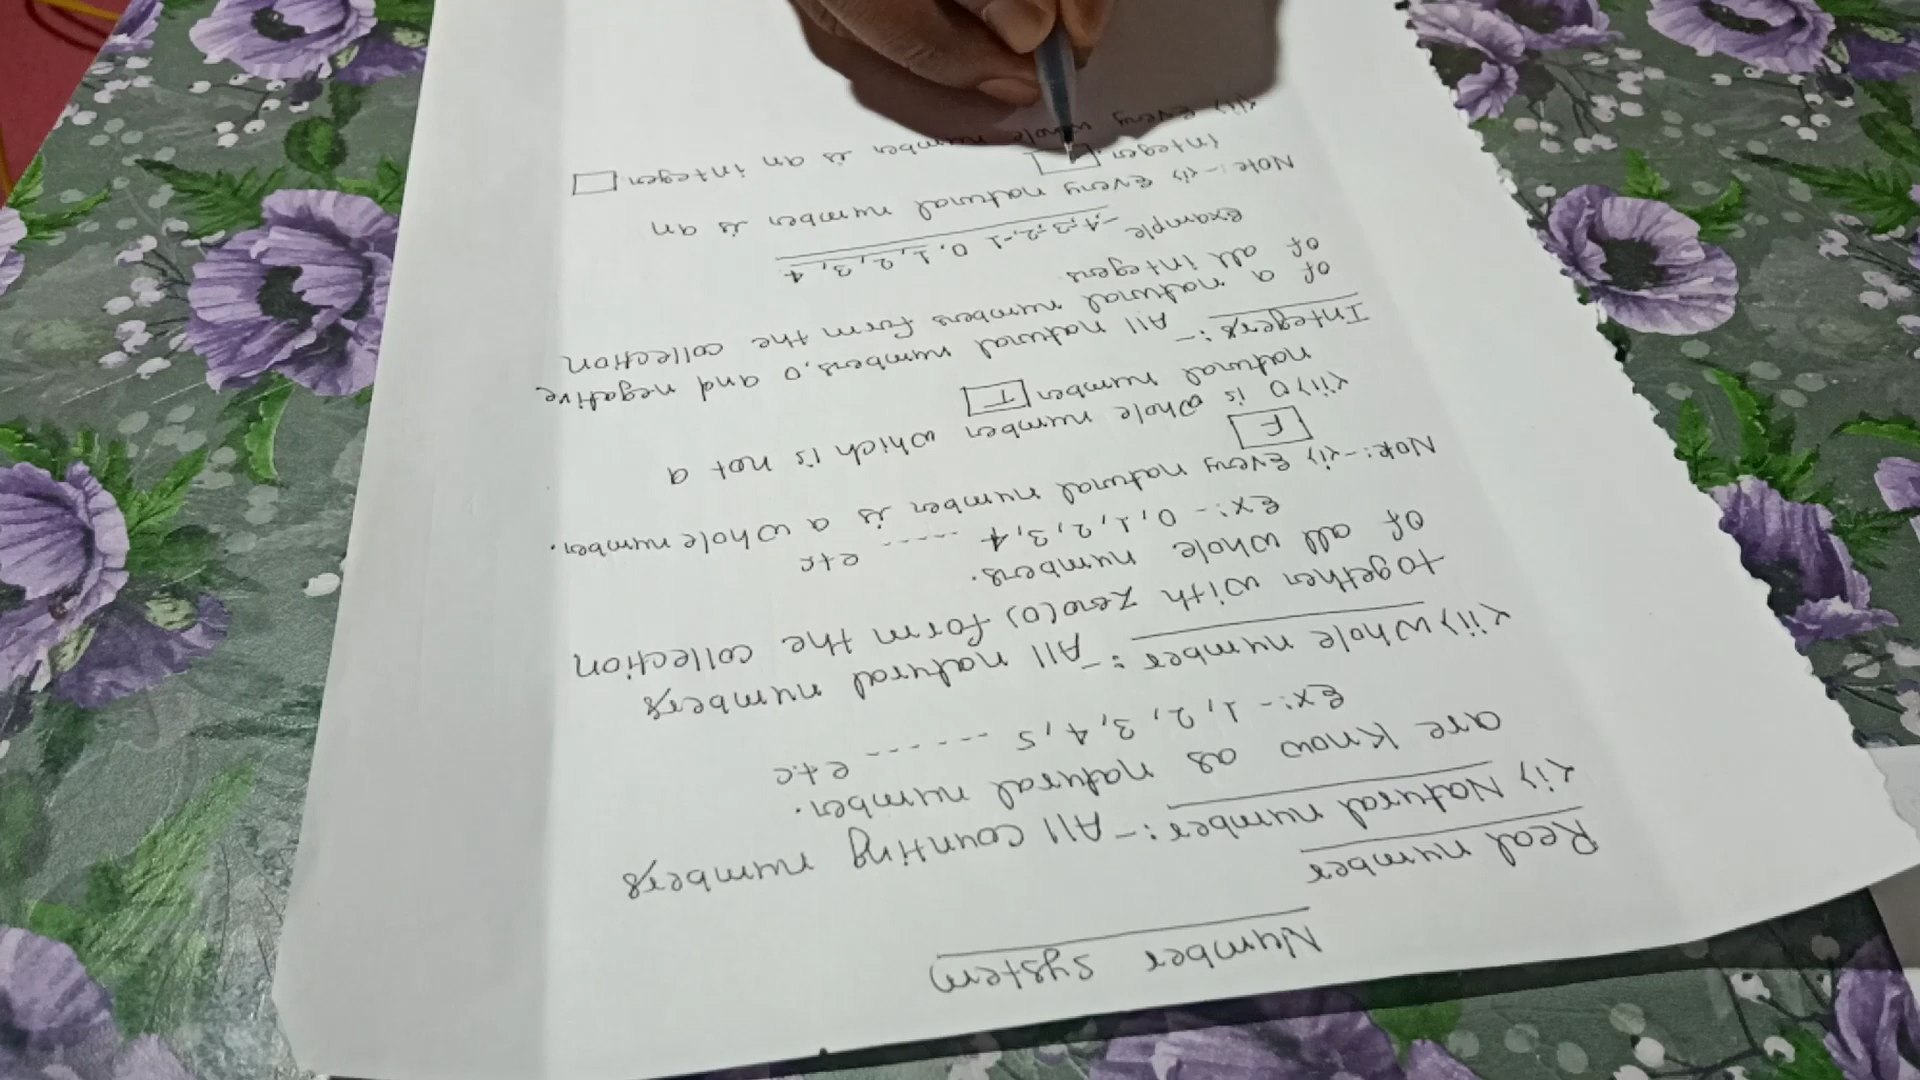 Number System
Real number
<i> Natural number :- All counting numbers
are know as natural number.
Ex:- 1, 2, 3, 4, 5 ------ etc
<ii> Whole number :- All natural numbers
together with zero(0) form the collection
of all whole numbers.
Ex:- 0, 1, 2, 3, 4 ----- etc
Note:- <i> Every natural number is a whole number.
F
<ii> 0 is whole number which is not a
natural number T
Integers :- All natural numbers, 0 and negative
of a natural numbers form the collection
of all integers
Example -4,-3,-2,-1 0, 1, 2, 3, 4
Note:- <i> Every natural number is an
integer
<ii> Every whole number is an integer